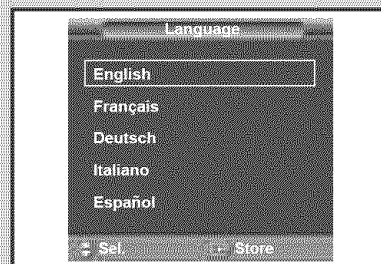 Language
English
Français
Deutsch
Italiano
Español
Sel. Store